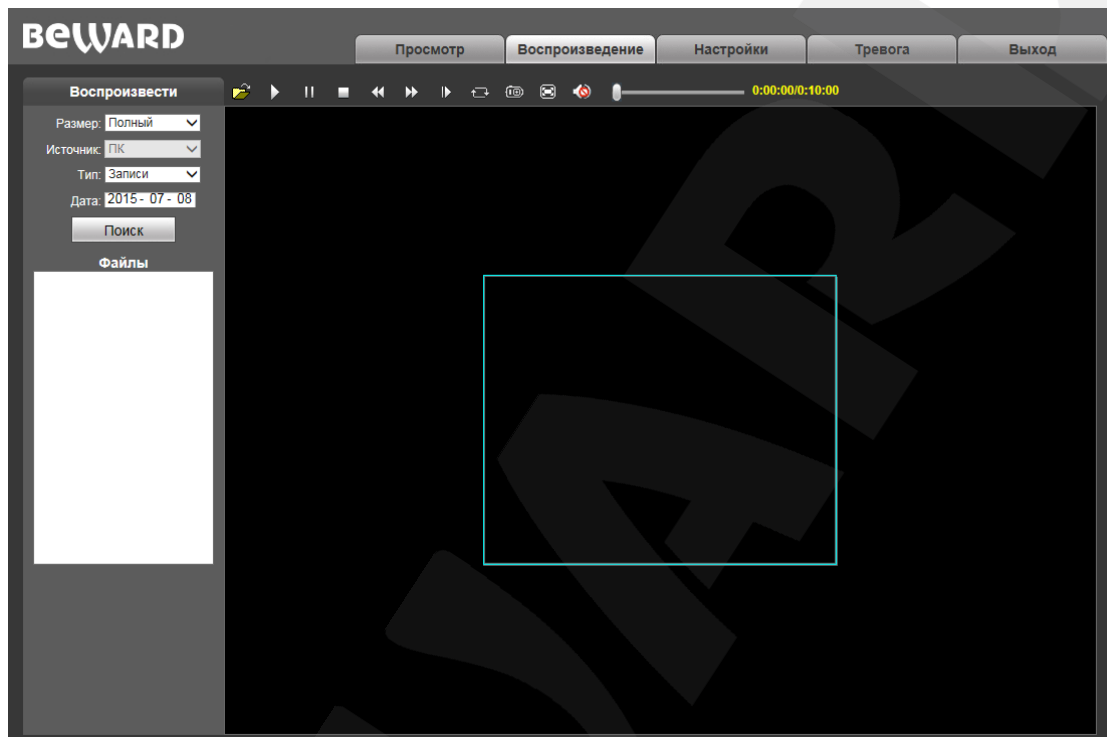 BEWARD
Просмотр Воспроизведение Настройки Тревога Выход
Воспроизвести 0:00:00/0:10:00
Размер: Полный
Источник: ПК
Тип: Записи
Дата: 2015 - 07 - 08
Поиск
Файлы